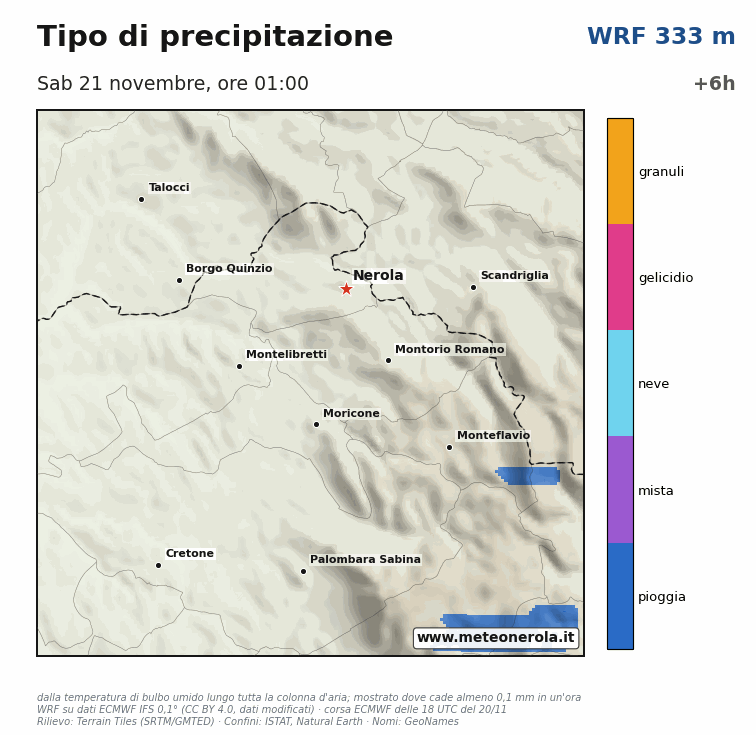 Tipo di precipitazione
WRF 333 m
Sab 21 novembre, ore 01:00
+6h
Talocci
Borgo Quinzio
Nerola
Scandriglia
Montelibretti
Montorio Romano
Moricone
Monteflavio
Cretone
Palombara Sabina
www.meteonerola.it
granuli
gelicidio
neve
mista
pioggia
dalla temperatura di bulbo umido lungo tutta la colonna d'aria; mostrato dove cade almeno 0,1 mm in un'ora
WRF su dati ECMWF IFS 0,1° (CC BY 4.0, dati modificati) · corsa ECMWF delle 18 UTC del 20/11
Rilievo: Terrain Tiles (SRTM/GMTED) · Confini: ISTAT, Natural Earth · Nomi: GeoNames